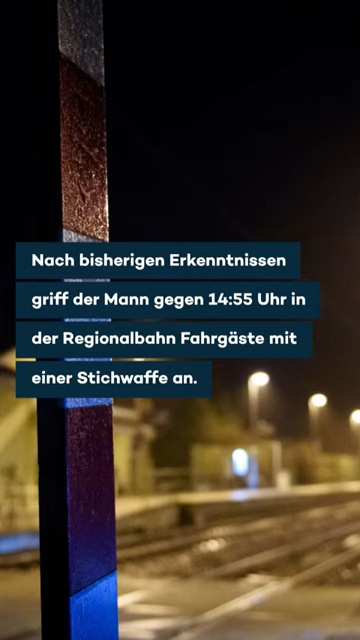 Nach bisherigen Erkenntnissen
griff der Mann gegen 14:55 Uhr in
der Regionalbahn Fahrgäste mit
einer Stichwaffe an.